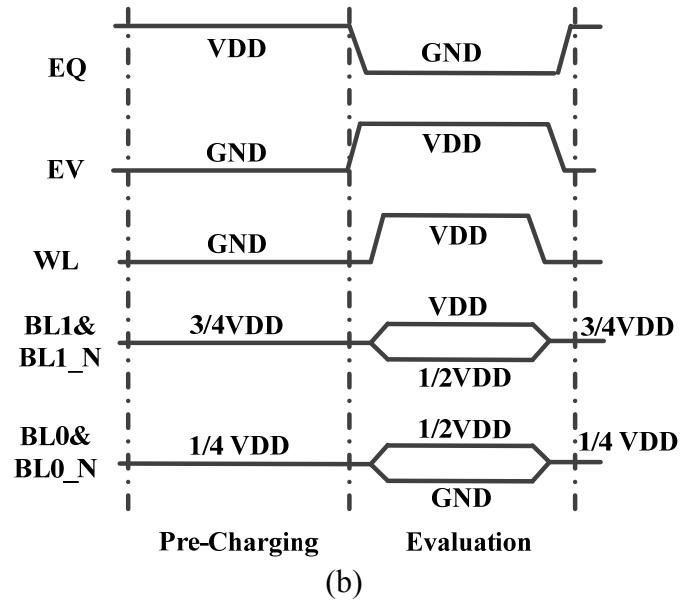 EQ
VDD
GND
EV
GND
VDD
WL
GND
VDD
BL1&
BL1_N
3/4VDD
VDD
1/2VDD
3/4VDD
BL0&
BL0_N
1/4 VDD
1/2VDD
GND
1/4 VDD
Pre-Charging
Evaluation
(b)